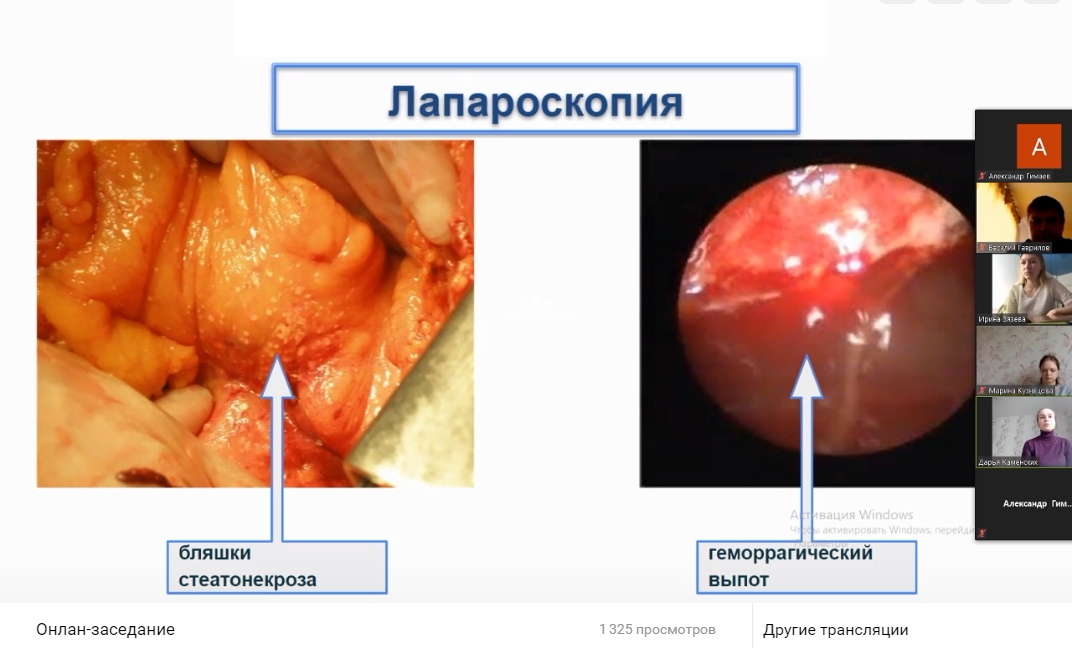 Лапароскопия
А
Александр Гимаев
Василий Гаврилов
Ирина Зязева
Марина Кузнецова
Дарья Каменских
Александр Гим...
Активация Windows
Чтобы активировать Windows, перейди
бляшки
стеатонекроза
геморрагический
выпот
Онлан-заседание
1 325 просмотров
Другие трансляции